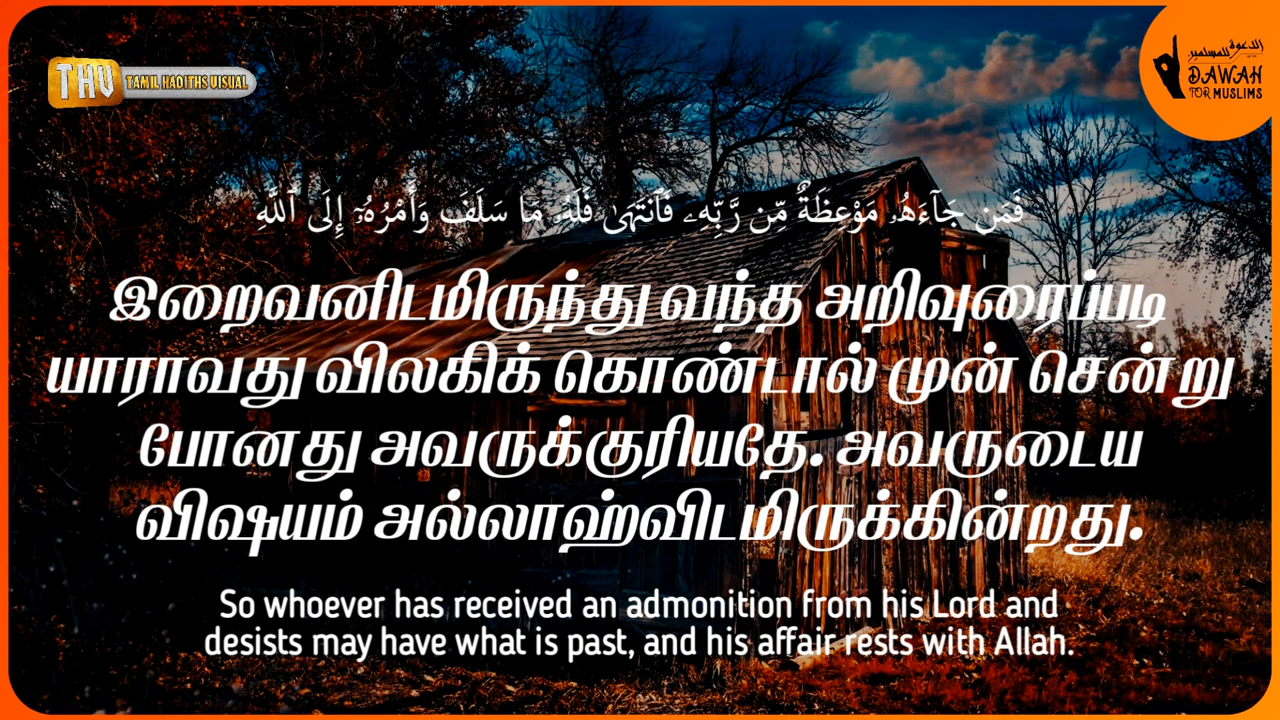 THV TAMIL HADITHS VISUAL
الدعوة للمسلمين
DAWAH
FOR MUSLIMS
فَمَن جَآءَهُۥ مَوْعِظَةٌ مِّن رَّبِّهِۦ فَٱنتَهَىٰ فَلَهُۥ مَا سَلَفَ وَأَمْرُهُۥٓ إِلَى ٱللَّهِ
இறைவனிடமிருந்து வந்த அறிவுரைப்படி
யாராவது விலகிக் கொண்டால் முன் சென்று
போனது அவருக்குரியதே. அவருடைய
விஷயம் அல்லாஹ்விடமிருக்கின்றது.
So whoever has received an admonition from his Lord and
desists may have what is past, and his affair rests with Allah.